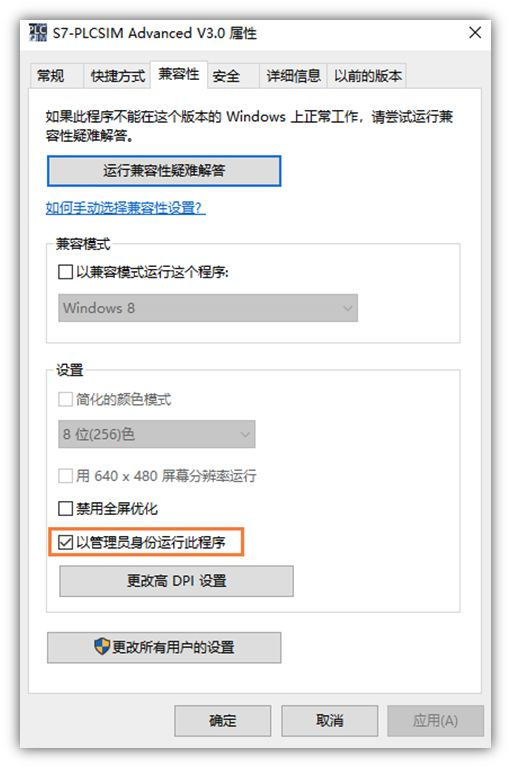 PLC SIM S7-PLCSIM Advanced V3.0 属性
常规 快捷方式 兼容性 安全 详细信息 以前的版本
如果此程序不能在这个版本的 Windows 上正常工作，请尝试运行兼
容性疑难解答。
运行兼容性疑难解答
如何手动选择兼容性设置?
兼容模式
以兼容模式运行这个程序:
Windows 8
设置
简化的颜色模式
8 位(256)色
用 640 x 480 屏幕分辨率运行
禁用全屏优化
以管理员身份运行此程序
更改高 DPI 设置
更改所有用户的设置
确定 取消 应用(A)